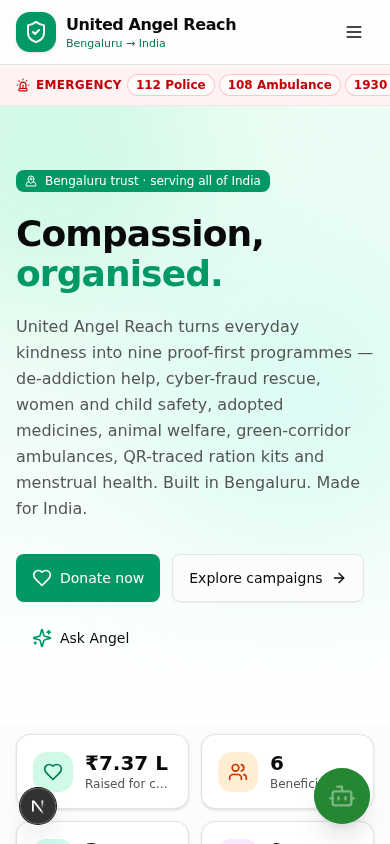 United Angel Reach
Bengaluru → India
EMERGENCY 112 Police 108 Ambulance 1930
Bengaluru trust · serving all of India
Compassion,
organised.
United Angel Reach turns everyday
kindness into nine proof-first programmes —
de-addiction help, cyber-fraud rescue,
women and child safety, adopted
medicines, animal welfare, green-corridor
ambulances, QR-traced ration kits and
menstrual health. Built in Bengaluru. Made
for India.
Donate now Explore campaigns →
Ask Angel
₹7.37 L 6
Raised for c…
N